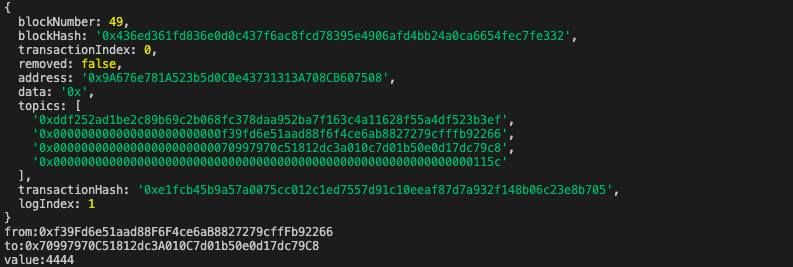 {
  blockNumber: 49,
  blockHash: '0x436ed361fd836e0d0c437f6ac8fcd78395e4906afd4bb24a0ca6654fec7fe332',
  transactionIndex: 0,
  removed: false,
  address: '0x9A676e781A523b5d0C0e43731313A708CB607508',
  data: '0x',
  topics: [
    '0xddf252ad1be2c89b69c2b068fc378daa952ba7f163c4a11628f55a4df523b3ef',
    '0x000000000000000000000000f39fd6e51aad88f6f4ce6ab8827279cfffb92266',
    '0x00000000000000000000000070997970c51812dc3a010c7d01b50e0d17dc79c8',
    '0x000000000000000000000000000000000000000000000000000000000000115c'
  ],
  transactionHash: '0xe1fcb45b9a57a0075cc012c1ed7557d91c10eeaf87d7a932f148b06c23e8b705',
  logIndex: 1
}
from:0xf39Fd6e51aad88F6F4ce6aB8827279cffFb92266
to:0x70997970C51812dc3A010C7d01b50e0d17dc79C8
value:4444